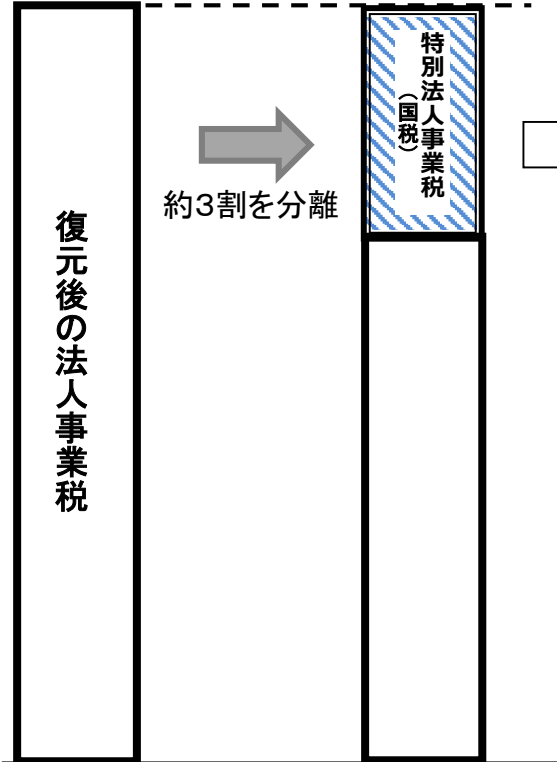 復元後の法人事業税
約３割を分離
特別法人事業税
（国税）